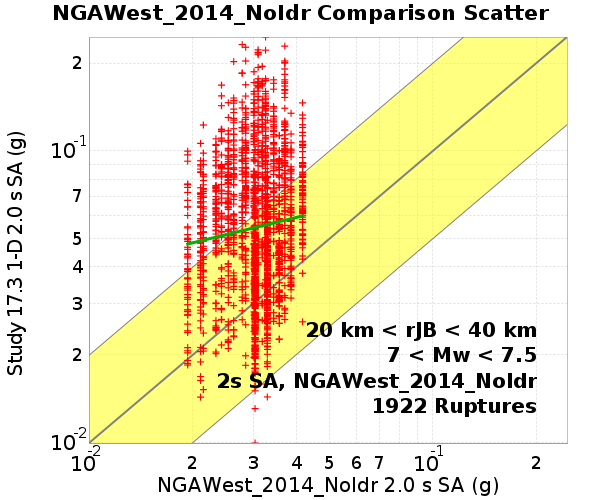 NGAWest_2014_NoIdr Comparison Scatter
Study 17.3 1-D 2.0 s SA (g)
2
10-1
7
5
4
3
2
10-2
20 km < rJB < 40 km
7 < Mw < 7.5
2s SA, NGAWest_2014_NoIdr
1922 Ruptures
10-2 2 3 4 5 6 7 10-1 2
NGAWest_2014_NoIdr 2.0 s SA (g)